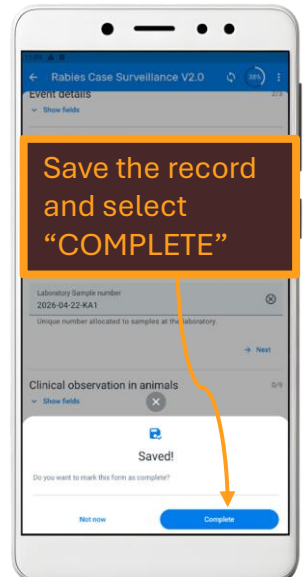 ← Rabies Case Surveillance V2.0 38%
Event details 2/3
Show fields
Save the record
and select
“COMPLETE”
Laboratory Sample number
2026-04-22-KA1
Unique number allocated to samples at the laboratory.
→ Next
Clinical observation in animals 0/9
Show fields
Saved!
Do you want to mark this form as complete?
Not now Complete